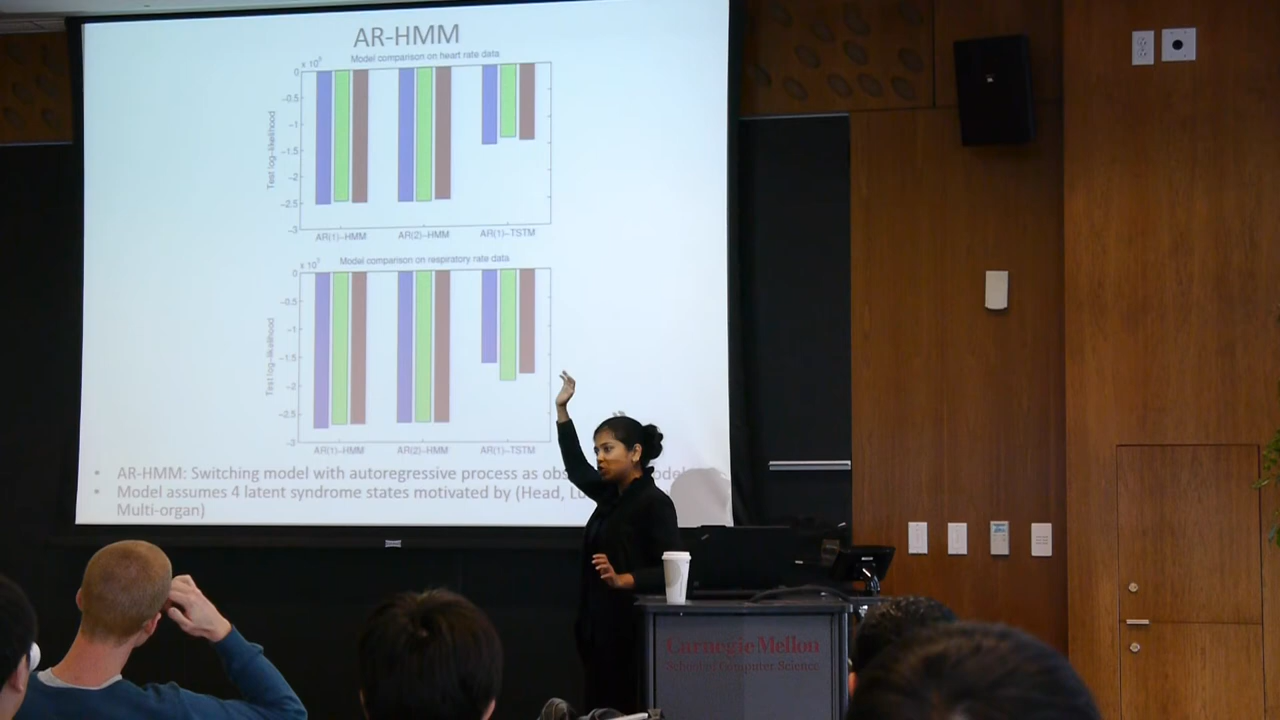 AR-HMM
Model comparison on heart rate data
x 10
0
−0.5
−1
−1.5
−2
−2.5
−3
Test log-likelihood
AR(1)-HMM AR(2)-HMM AR(1)-TSTM
Model comparison on respiratory rate data
x 10
0
−0.5
−1
−1.5
−2
−2.5
−3
Test log-likelihood
AR(1)-HMM AR(2)-HMM AR(1)-TSTM
• AR-HMM: Switching model with autoregressive process as
• Model assumes 4 latent syndrome states motivated by (Head,
Multi-organ)
Carnegie Mellon
School of Computer Science